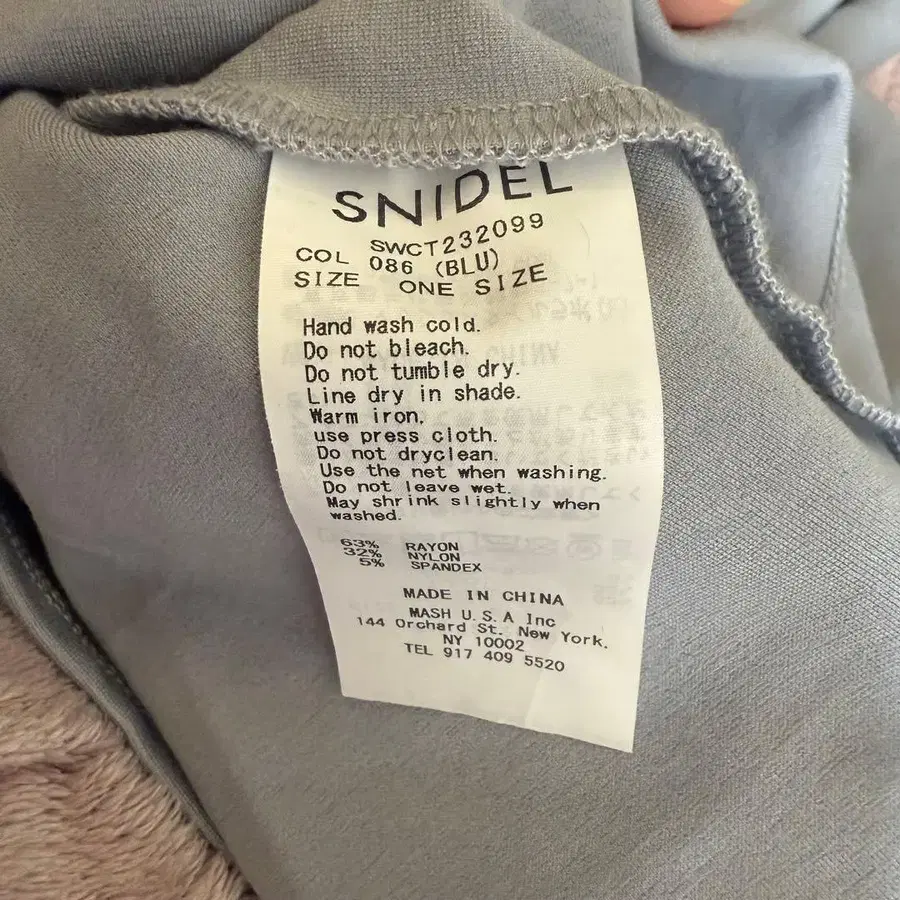 SNIDEL
SWCT232099
COL 086 (BLU)
SIZE ONE SIZE
Hand wash cold.
Do not bleach.
Do not tumble dry.
Line dry in shade.
Warm iron,
use press cloth.
Do not dryclean.
Use the net when washing.
Do not leave wet.
May shrink slightly when
washed.
63% RAYON
32% NYLON
5% SPANDEX
MADE IN CHINA
MASH U.S.A Inc
144 Orchard St. New York.
NY 10002
TEL 917 409 5520